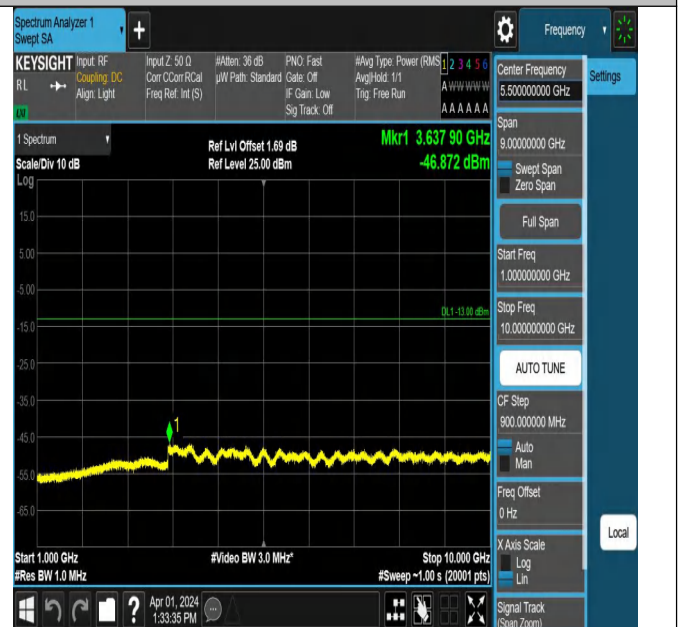 Spectrum Analyzer 1
Swept SA
+
Frequency
KEYSIGHT
RL
LXI
Input: RF
Coupling: DC
Align: Light
Input Z: 50 Ω
Corr CCorr RCal
Freq Ref: Int (S)
#Atten: 36 dB
µW Path: Standard
PNO: Fast
Gate: Off
IF Gain: Low
Sig Track: Off
#Avg Type: Power (RMS
Avg|Hold: 1/1
Trig: Free Run
1 2 3 4 5 6
A W W W W W
A A A A A A
1 Spectrum
Scale/Div 10 dB
Ref Lvl Offset 1.69 dB
Ref Level 25.00 dBm
Mkr1 3.637 90 GHz
-46.872 dBm
Log
15.0
5.00
-5.00
-15.0
-25.0
-35.0
-45.0
-55.0
-65.0
DL1 -13.00 dBm
1
Start 1.000 GHz
#Res BW 1.0 MHz
#Video BW 3.0 MHz*
Stop 10.000 GHz
#Sweep ~1.00 s (20001 pts)
?
Apr 01, 2024
1:33:35 PM
Center Frequency
5.500000000 GHz
Settings
Span
9.00000000 GHz
Swept Span
Zero Span
Full Span
Start Freq
1.000000000 GHz
Stop Freq
10.000000000 GHz
AUTO TUNE
CF Step
900.000000 MHz
Auto
Man
Freq Offset
0 Hz
X Axis Scale
Log
Lin
Local
Signal Track
(Span Zoom)